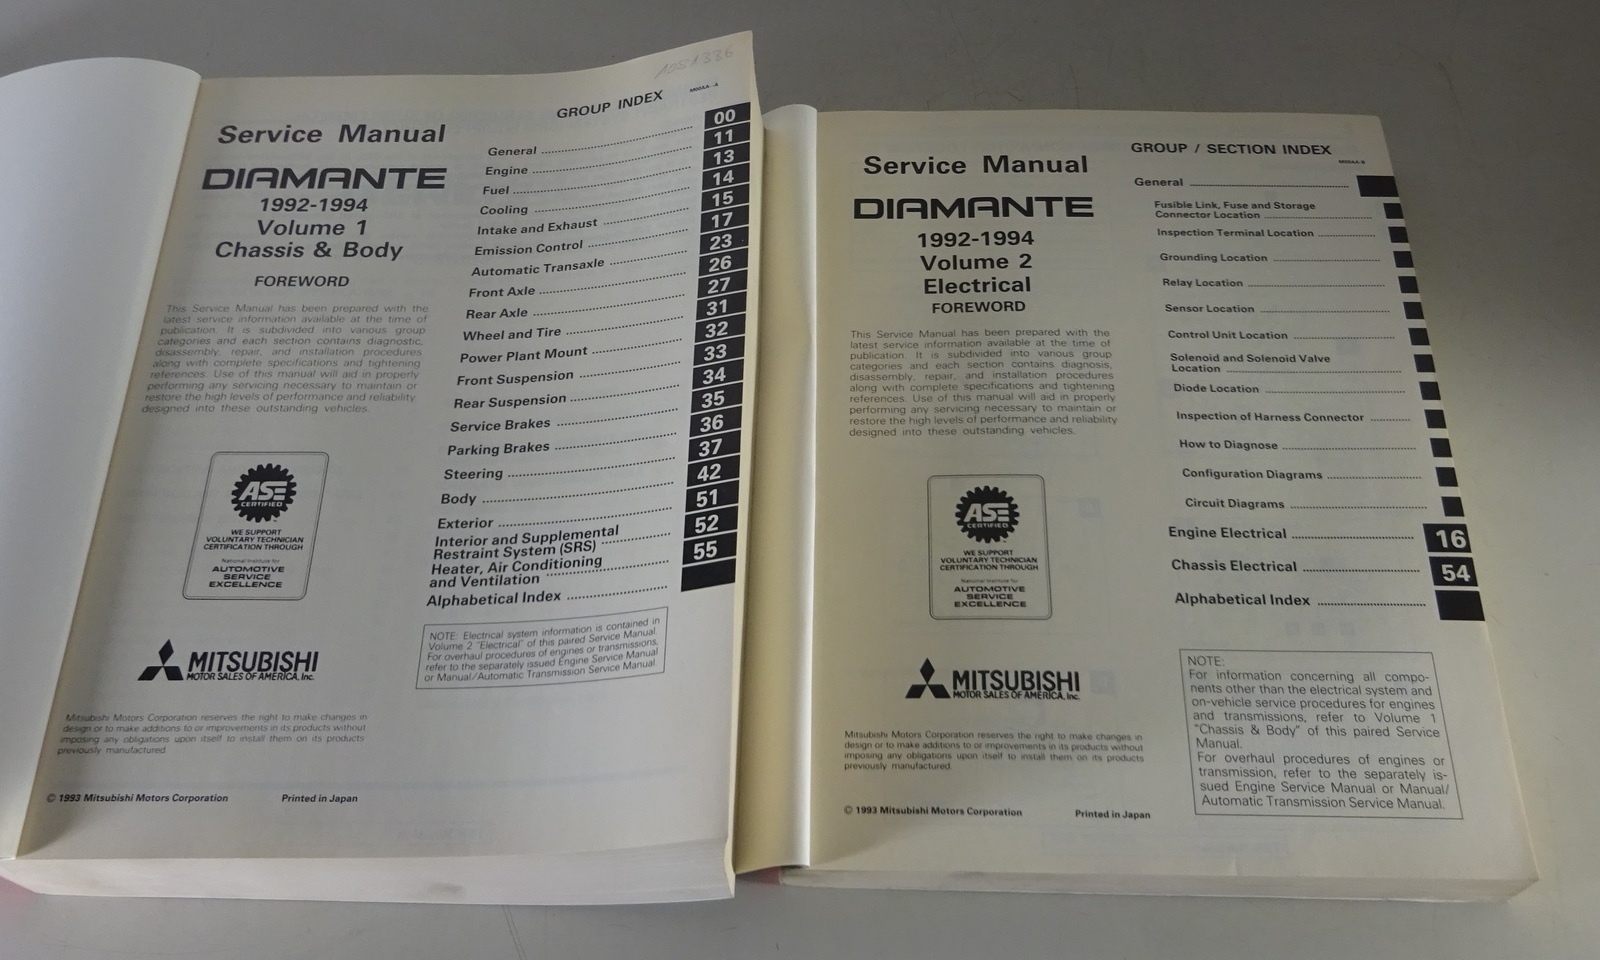 1051336
M00AA--A
GROUP INDEX
Service Manual
DIAMANTE
1992-1994
Volume 1
Chassis & Body
FOREWORD
This Service Manual has been prepared with the
latest service information available at the time of
publication. It is subdivided into various group
categories and each section contains diagnostic,
disassembly, repair, and installation procedures
along with complete specifications and tightening
references. Use of this manual will aid in properly
performing any servicing necessary to maintain or
restore the high levels of performance and reliability
designed into these outstanding vehicles.
ASE
CERTIFIED
WE SUPPORT
VOLUNTARY TECHNICIAN
CERTIFICATION THROUGH
National Institute for
AUTOMOTIVE
SERVICE
EXCELLENCE
MITSUBISHI
MOTOR SALES OF AMERICA, Inc.
Mitsubishi Motors Corporation reserves the right to make changes in
design or to make additions to or improvements in its products without
imposing any obligations upon itself to install them on its products
previously manufactured
© 1993 Mitsubishi Motors Corporation Printed in Japan
General
Engine
Fuel
Cooling
Intake and Exhaust
Emission Control
Automatic Transaxle
Front Axle
Rear Axle
Wheel and Tire
Power Plant Mount
Front Suspension
Rear Suspension
Service Brakes
Parking Brakes
Steering
Body
Exterior
Interior and Supplemental
Restraint System (SRS)
Heater, Air Conditioning
and Ventilation
Alphabetical Index
00
11
13
14
15
17
23
26
27
31
32
33
34
35
36
37
42
51
52
55
NOTE: Electrical system information is contained in
Volume 2 "Electrical" of this paired Service Manual.
For overhaul procedures of engines or transmissions,
refer to the separately issued Engine Service Manual
or Manual/Automatic Transmission Service Manual.
Service Manual
DIAMANTE
1992-1994
Volume 2
Electrical
FOREWORD
This Service Manual has been prepared with the
latest service information available at the time of
publication. It is subdivided into various group
categories and each section contains diagnosis,
disassembly, repair, and installation procedures
along with complete specifications and tightening
references. Use of this manual will aid in properly
performing any servicing necessary to maintain or
restore the high levels of performance and reliability
designed into these outstanding vehicles.
ASE
CERTIFIED
WE SUPPORT
VOLUNTARY TECHNICIAN
CERTIFICATION THROUGH
National Institute for
AUTOMOTIVE
SERVICE
EXCELLENCE
MITSUBISHI
MOTOR SALES OF AMERICA, Inc.
Mitsubishi Motors Corporation reserves the right to make changes in
design or to make additions to or improvements in its products without
imposing any obligations upon itself to install them on its products
previously manufactured
© 1993 Mitsubishi Motors Corporation Printed in Japan
GROUP / SECTION INDEX
M00AA-B
General
Fusible Link, Fuse and Storage
Connector Location
Inspection Terminal Location
Grounding Location
Relay Location
Sensor Location
Control Unit Location
Solenoid and Solenoid Valve
Location
Diode Location
Inspection of Harness Connector
How to Diagnose
Configuration Diagrams
Circuit Diagrams
Engine Electrical 16
Chassis Electrical 54
Alphabetical Index
NOTE:
For information concerning all compo-
nents other than the electrical system and
on-vehicle service procedures for engines
and transmissions, refer to Volume 1
"Chassis & Body" of this paired Service
Manual.
For overhaul procedures of engines or
transmission, refer to the separately is-
sued Engine Service Manual or Manual/
Automatic Transmission Service Manual.